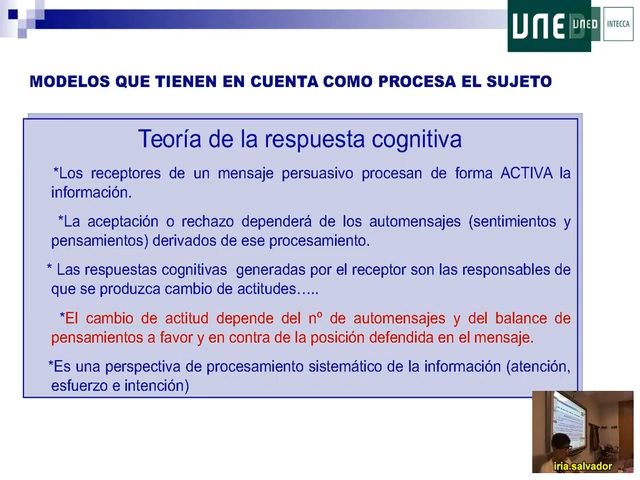 UNED
UNED
INTECCA
MODELOS QUE TIENEN EN CUENTA COMO PROCESA EL SUJETO
Teoría de la respuesta cognitiva
*Los receptores de un mensaje persuasivo procesan de forma ACTIVA la
información.
*La aceptación o rechazo dependerá de los automensajes (sentimientos y
pensamientos) derivados de ese procesamiento.
* Las respuestas cognitivas generadas por el receptor son las responsables de
que se produzca cambio de actitudes…..
*El cambio de actitud depende del nº de automensajes y del balance de
pensamientos a favor y en contra de la posición defendida en el mensaje.
*Es una perspectiva de procesamiento sistemático de la información (atención,
esfuerzo e intención)
iria.salvador